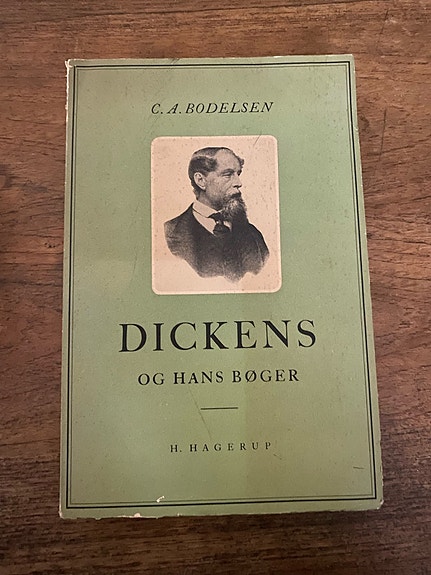 C. A. BODELSEN
DICKENS
OG HANS BØGER
H. HAGERUP